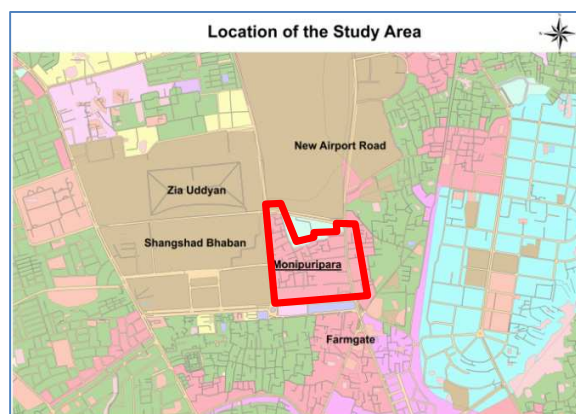 Location of the Study Area
New Airport Road
Zia Uddyan
Shangshad Bhaban
Monipuripara
Farmgate